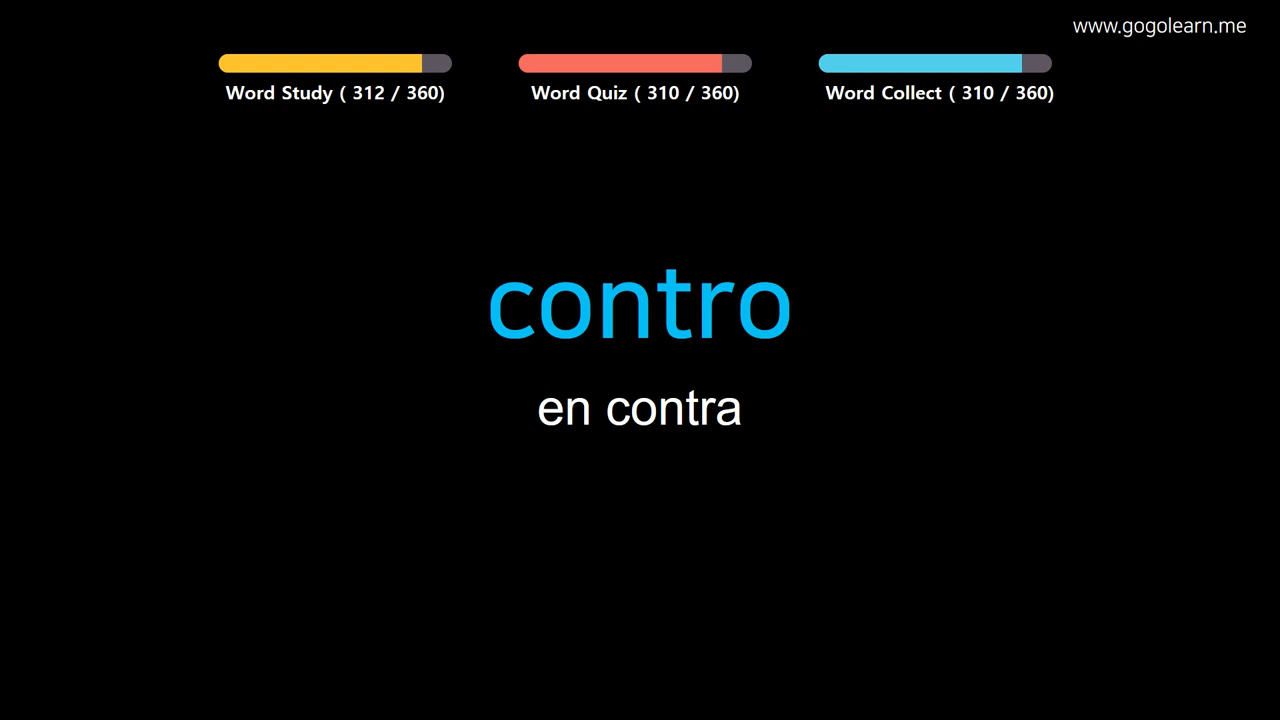 www.gogolearn.me
Word Study ( 312 / 360)
Word Quiz ( 310 / 360)
Word Collect ( 310 / 360)
contro
en contra